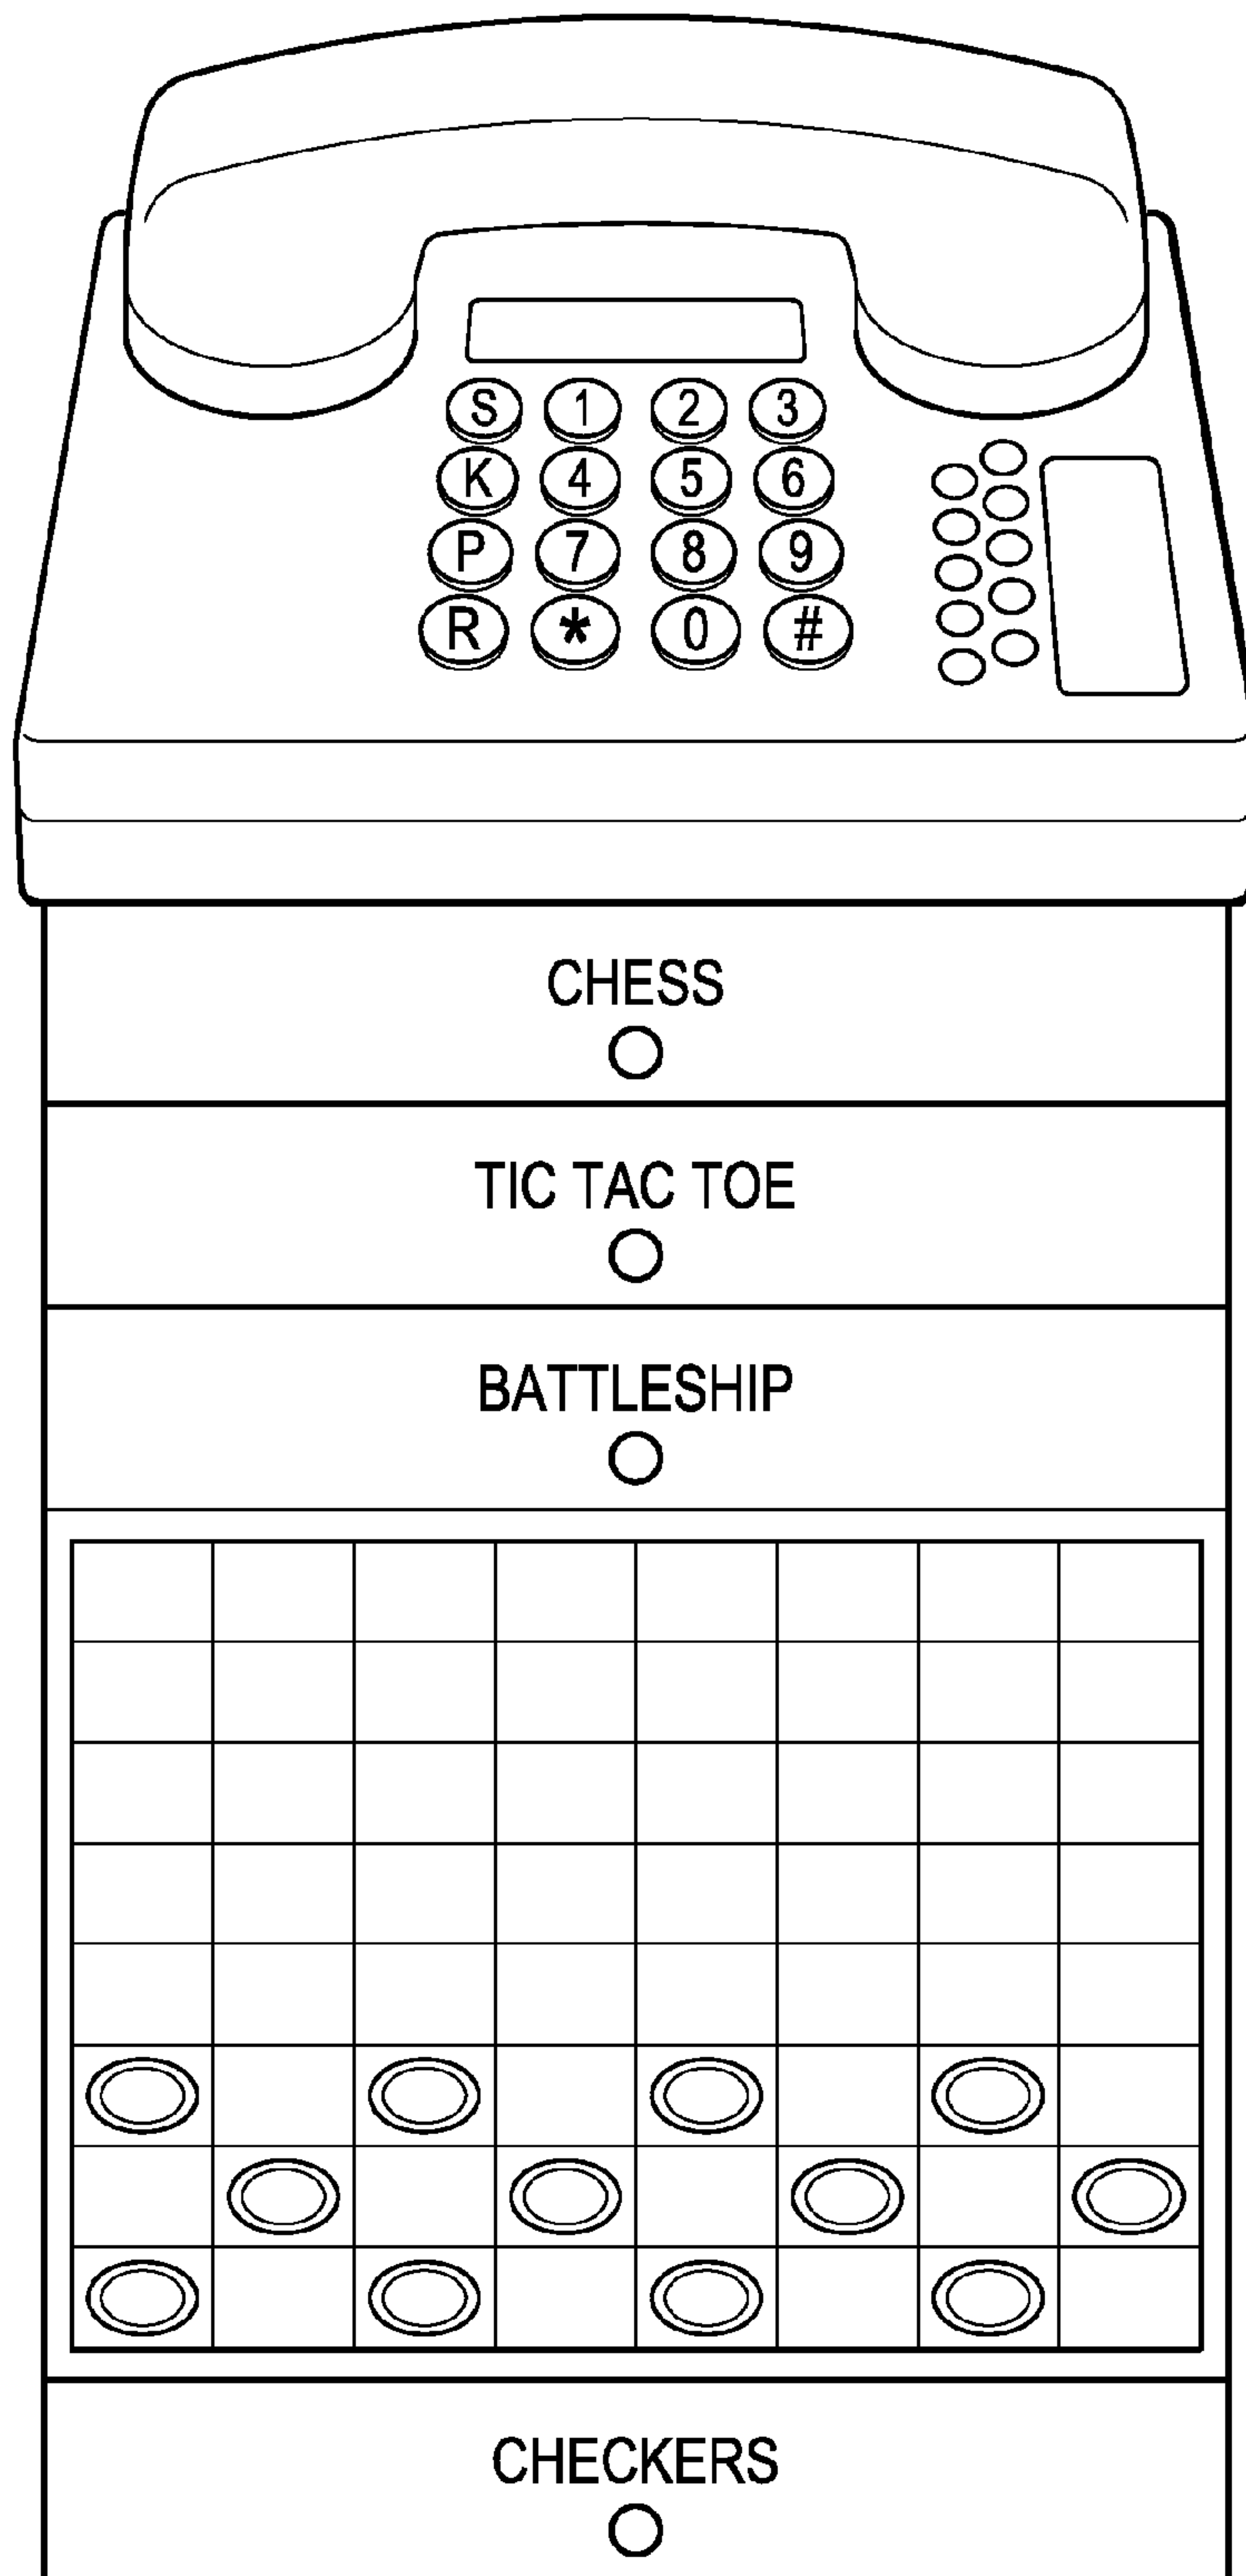 S 1 2 3
K 4 5 6
P 7 8 9
R * 0 #
CHESS
TIC TAC TOE
BATTLESHIP
CHECKERS